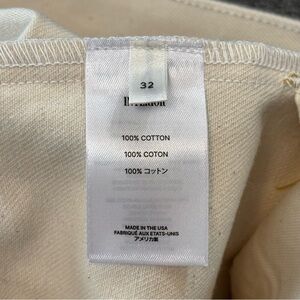 32
100% COTTON
100% COTON
100% コットン
MADE IN THE USA
FABRIQUÉ AUX ETATS-UNIS
アメリカ製